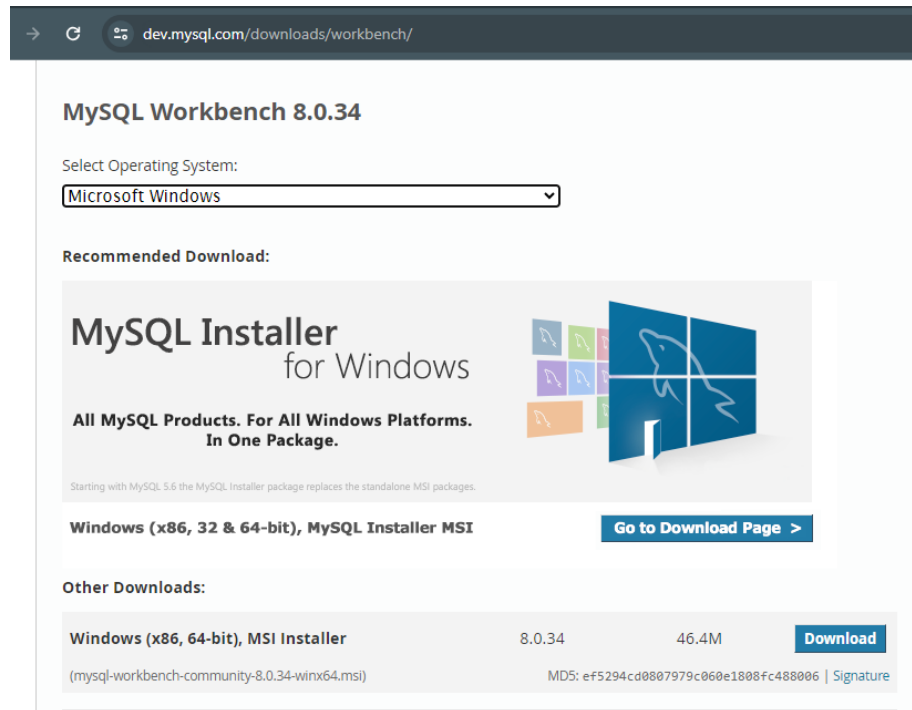 dev.mysql.com/downloads/workbench/
MySQL Workbench 8.0.34
Select Operating System:
Microsoft Windows
Recommended Download:
MySQL Installer
for Windows
All MySQL Products. For All Windows Platforms.
In One Package.
Starting with MySQL 5.6 the MySQL Installer package replaces the standalone MSI packages.
Windows (x86, 32 & 64-bit), MySQL Installer MSI Go to Download Page >
Other Downloads:
Windows (x86, 64-bit), MSI Installer 8.0.34 46.4M Download
(mysql-workbench-community-8.0.34-winx64.msi) MD5: ef5294cd0807979c060e1808fc488006 | Signature